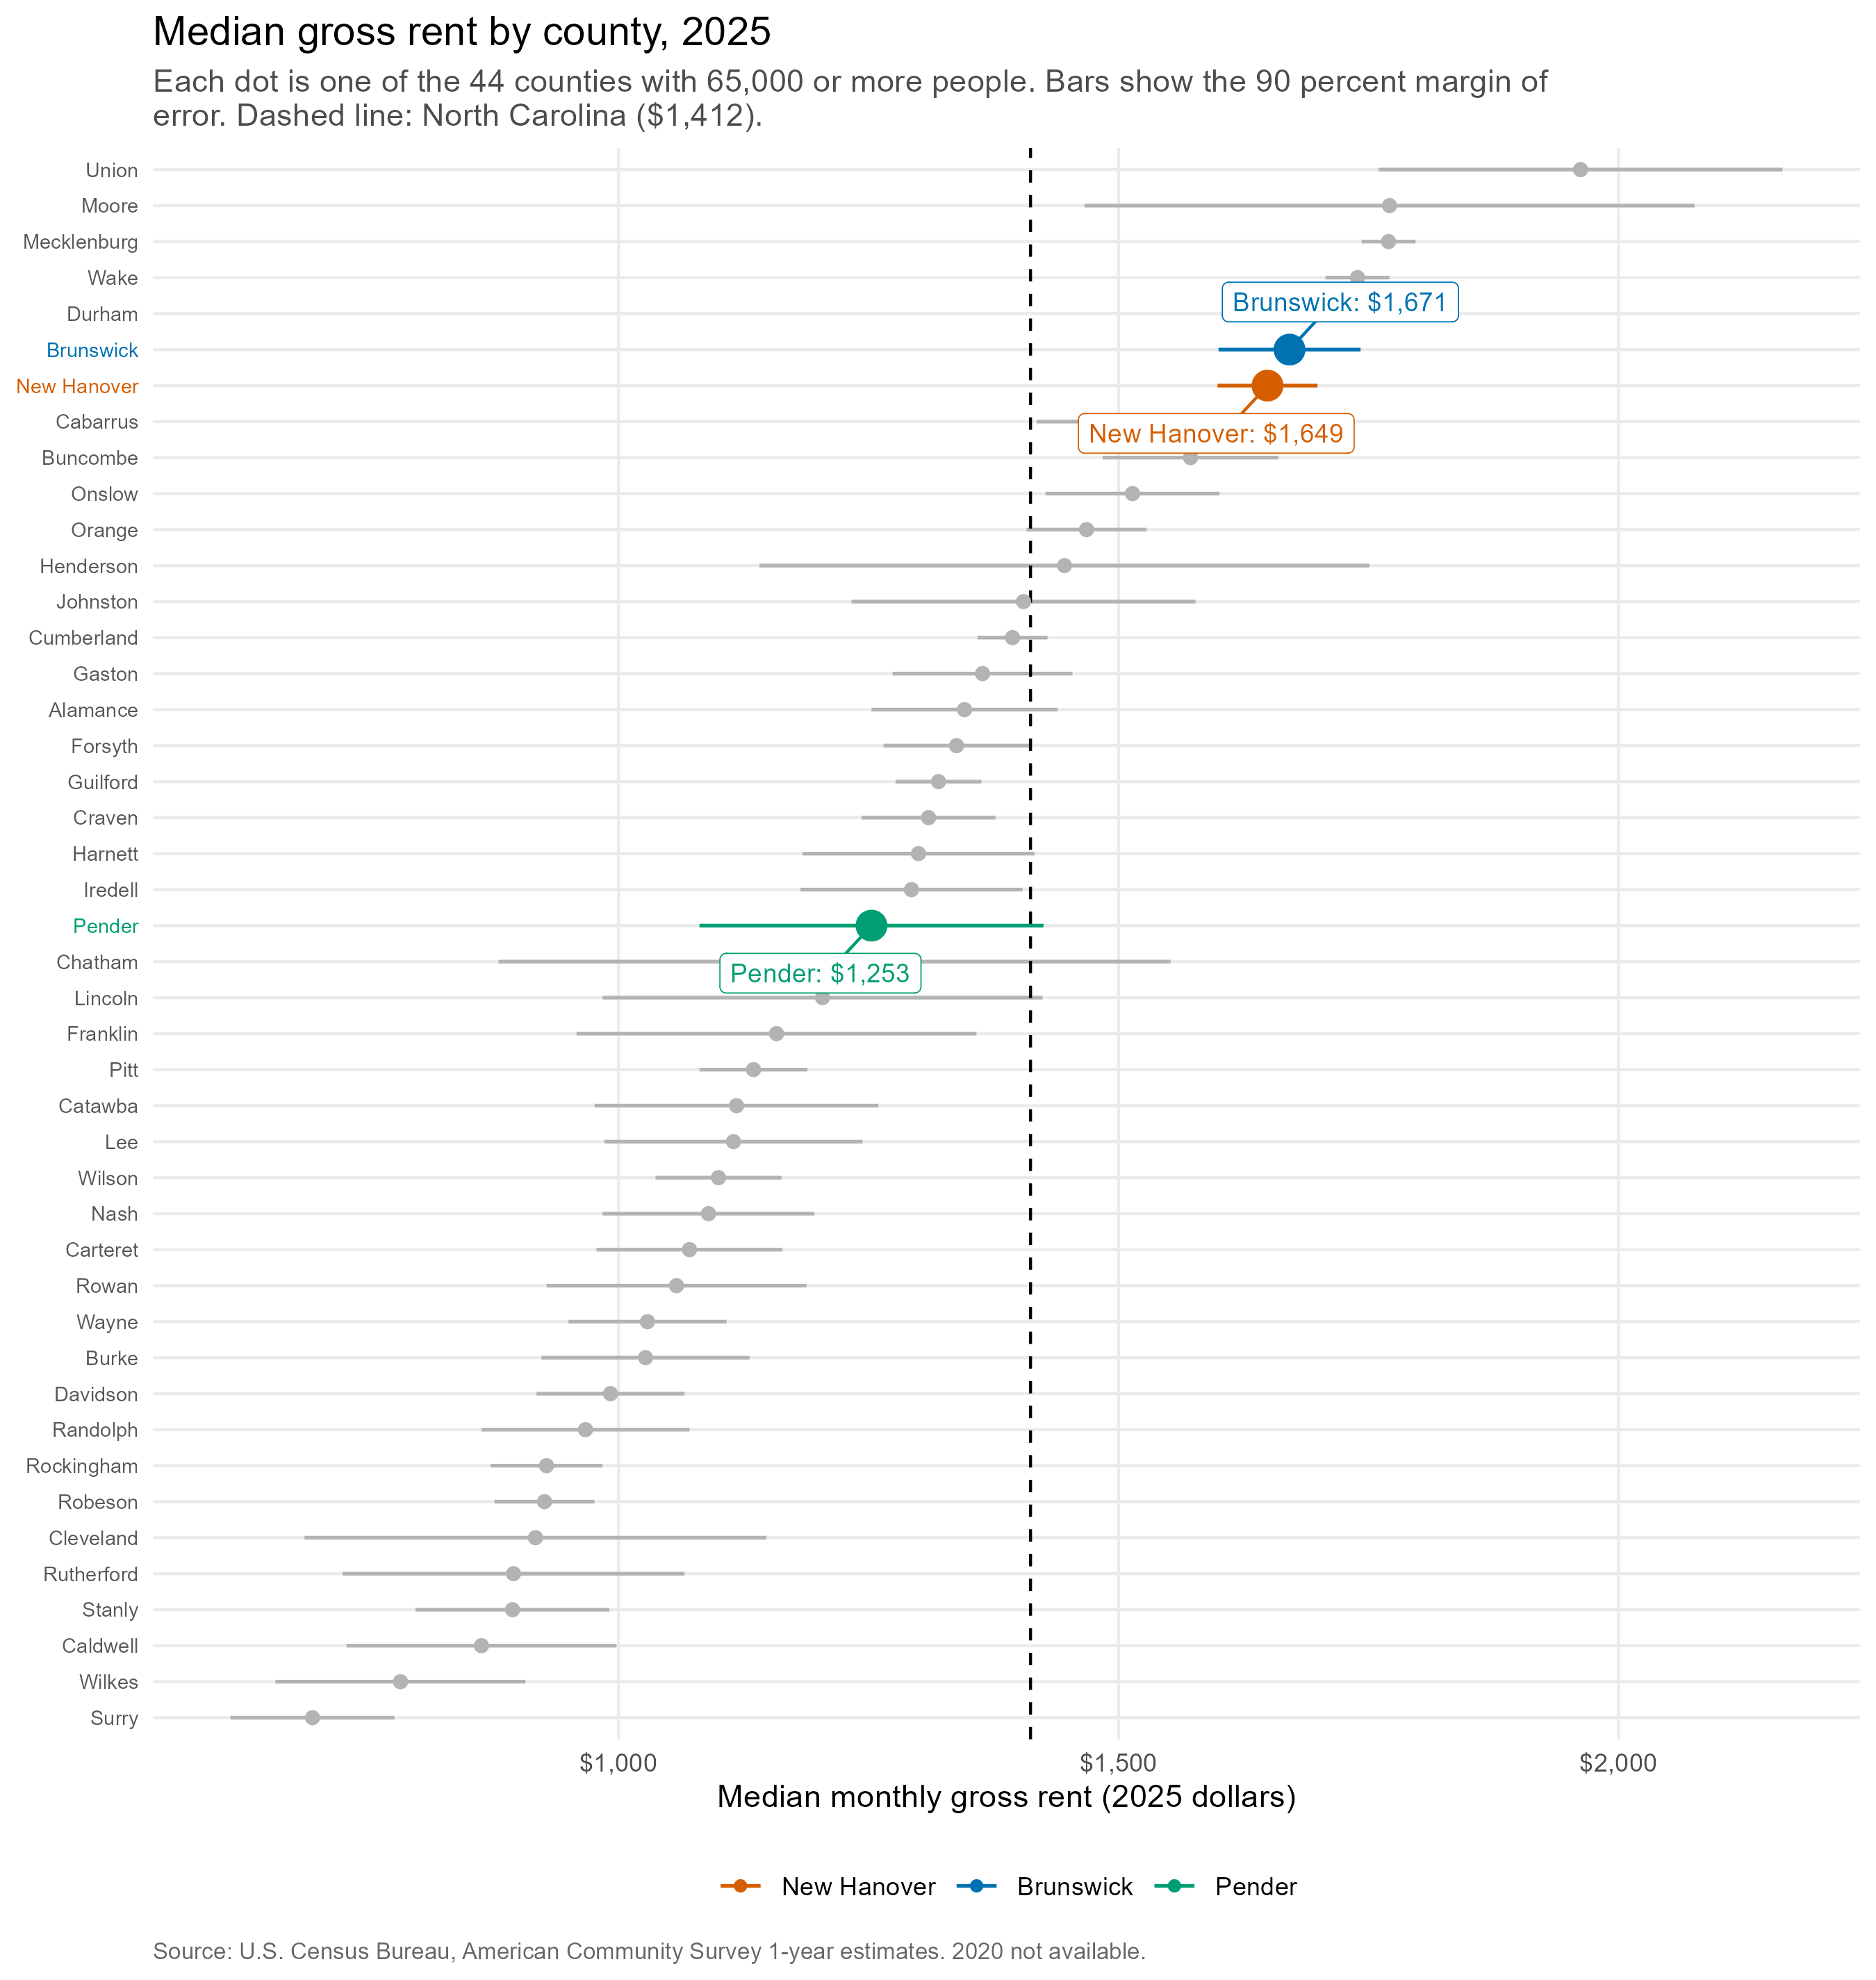 Median gross rent by county, 2025
Each dot is one of the 44 counties with 65,000 or more people. Bars show the 90 percent margin of
error. Dashed line: North Carolina ($1,412).
Union
Moore
Mecklenburg
Wake
Brunswick: $1,671
Durham
Brunswick
New Hanover
Cabarrus
New Hanover: $1,649
Buncombe
Onslow
Orange
Henderson
Johnston
Cumberland
Gaston
Alamance
Forsyth
Guilford
Craven
Harnett
Iredell
Pender
Chatham
Pender: $1,253
Lincoln
Franklin
Pitt
Catawba
Lee
Wilson
Nash
Carteret
Rowan
Wayne
Burke
Davidson
Randolph
Rockingham
Robeson
Cleveland
Rutherford
Stanly
Caldwell
Wilkes
Surry
$1,000 $1,500 $2,000
Median monthly gross rent (2025 dollars)
New Hanover Brunswick Pender
Source: U.S. Census Bureau, American Community Survey 1-year estimates. 2020 not available.